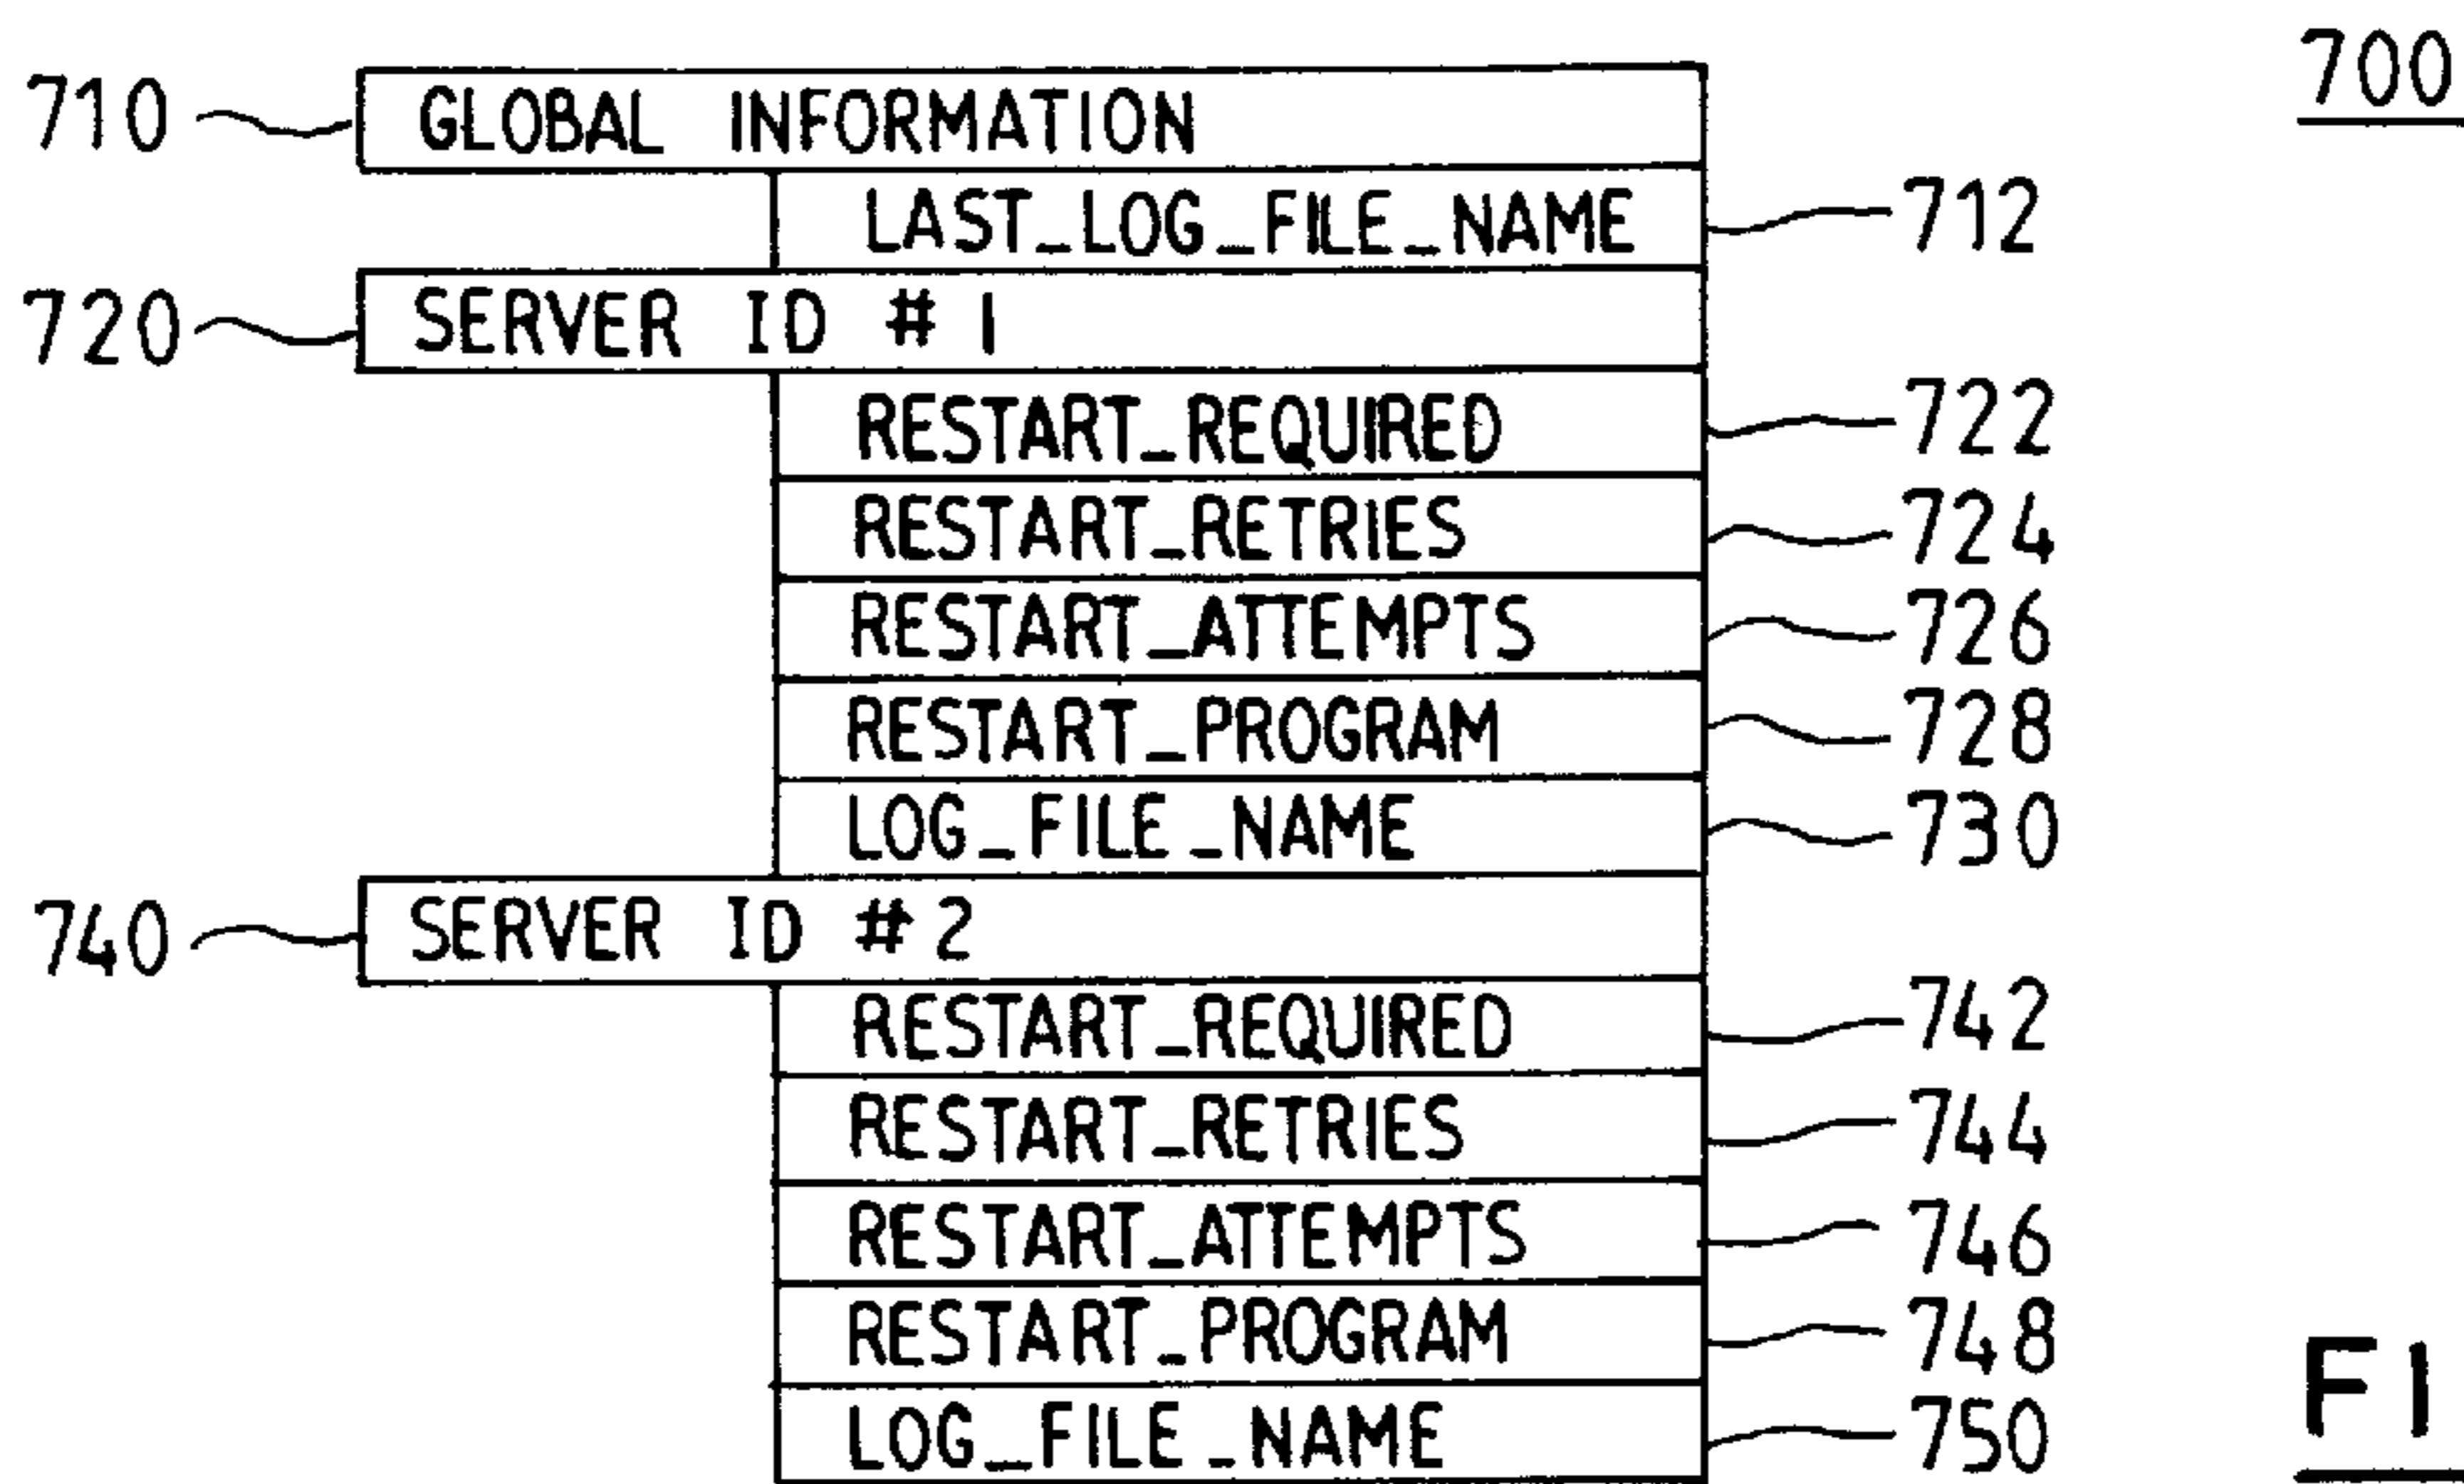 700
710 GLOBAL INFORMATION
LAST_LOG_FILE_NAME 712
720 SERVER ID # 1
RESTART_REQUIRED 722
RESTART_RETRIES 724
RESTART_ATTEMPTS 726
RESTART_PROGRAM 728
LOG_FILE_NAME 730
740 SERVER ID # 2
RESTART_REQUIRED 742
RESTART_RETRIES 744
RESTART_ATTEMPTS 746
RESTART_PROGRAM 748
LOG_FILE_NAME 750
FI